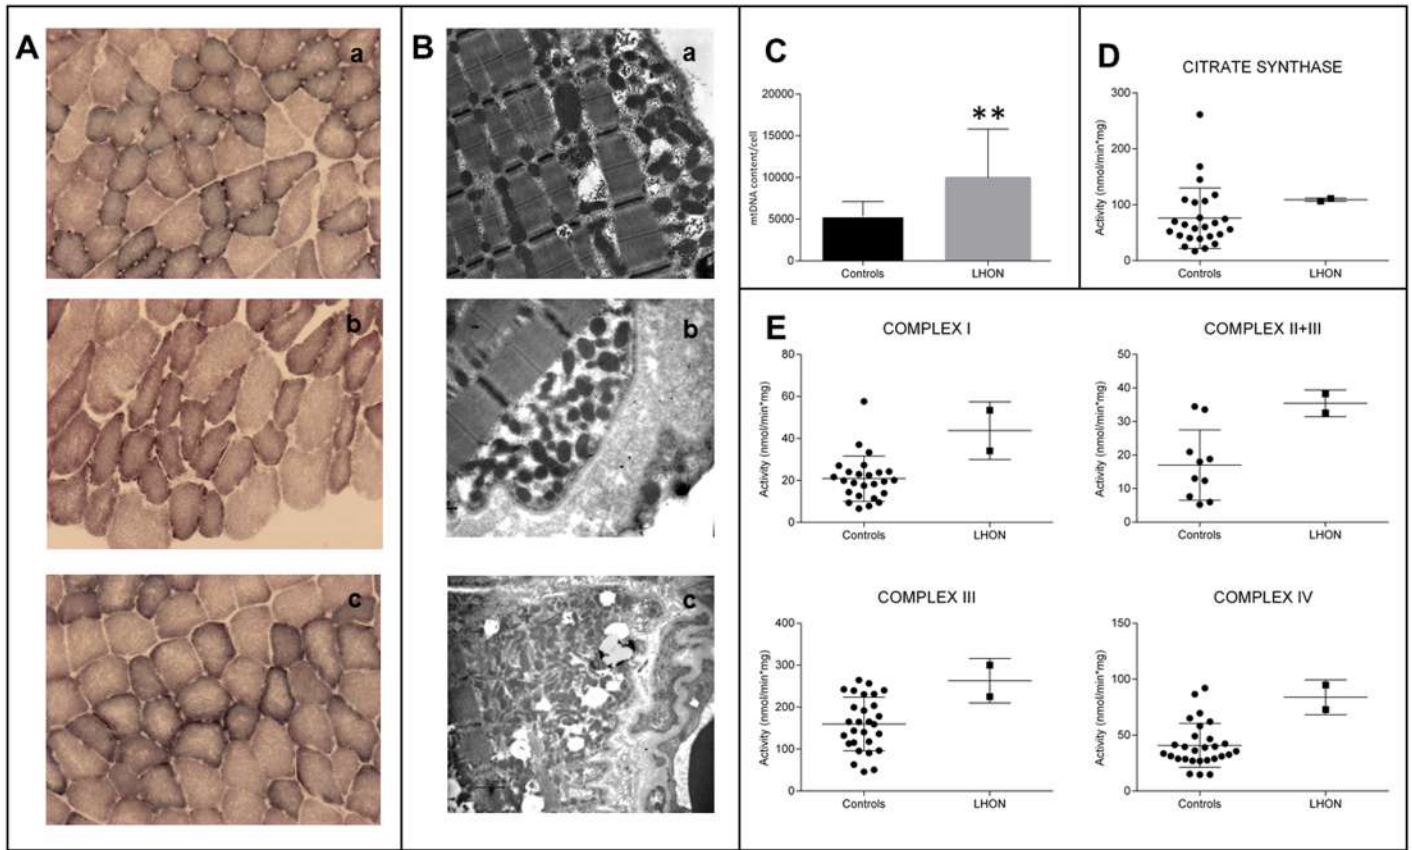 A
a
b
c
B
a
b
c
C
20000
15000
10000
5000
0
mtDNA content/cell
**
Controls
LHON
D
CITRATE SYNTHASE
300
200
100
0
Activity (nmol/min*mg)
Controls
LHON
E
COMPLEX I
80
60
40
20
0
Activity (nmol/min*mg)
Controls
LHON
COMPLEX II+III
50
40
30
20
10
0
Activity (nmol/min*mg)
Controls
LHON
COMPLEX III
400
300
200
100
0
Activity (nmol/min*mg)
Controls
LHON
COMPLEX IV
150
100
50
0
Activity (nmol/min*mg)
Controls
LHON